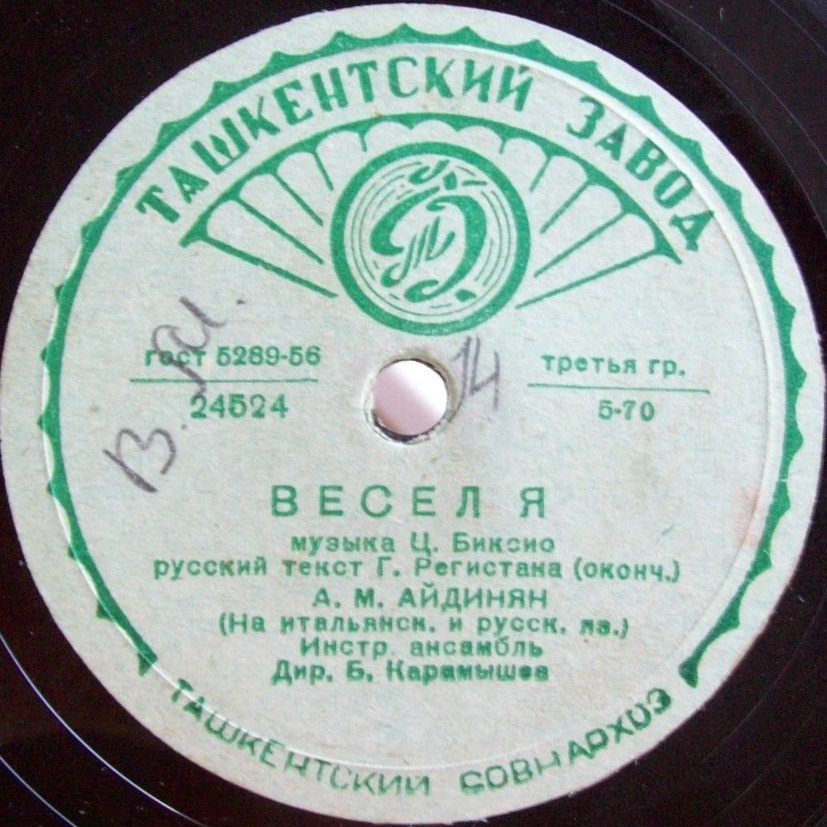 ТАШКЕНТСКИЙ ЗАВОД
гост 5289-56
24524
третья гр.
5-70
14
ВЕСЕЛ Я
музыка Ц. Биксио
русский текст Г. Регистана (оконч.)
А. М. АЙДИНЯН
(На итальянск. и русск. яз.)
Инстр. ансамбль
Дир. Б. Карамышев
ТАШКЕНТСКИЙ СОВНАРХОЗ